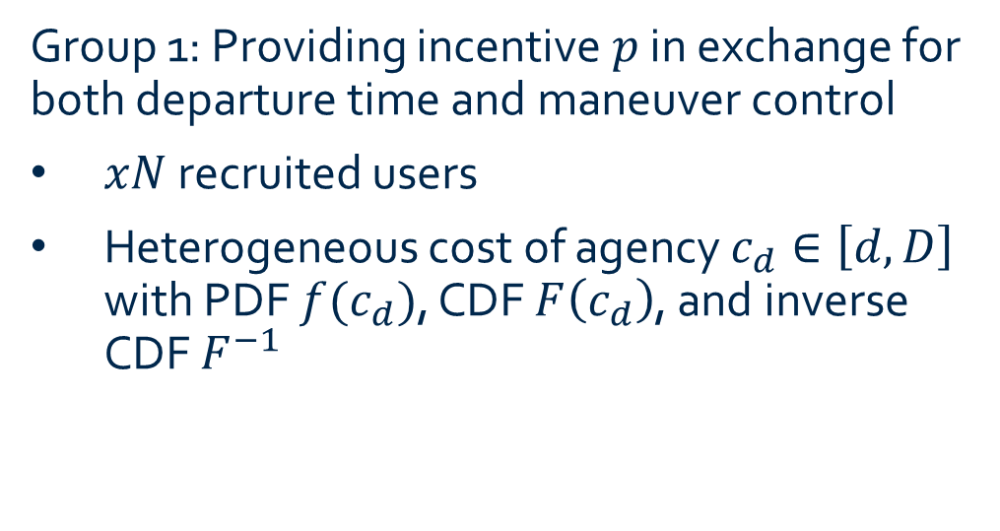 Group 1: Providing incentive p in exchange for
both departure time and maneuver control
• xN recruited users
• Heterogeneous cost of agency c_d ∈ [d, D]
with PDF f(c_d), CDF F(c_d), and inverse
CDF F^{-1}